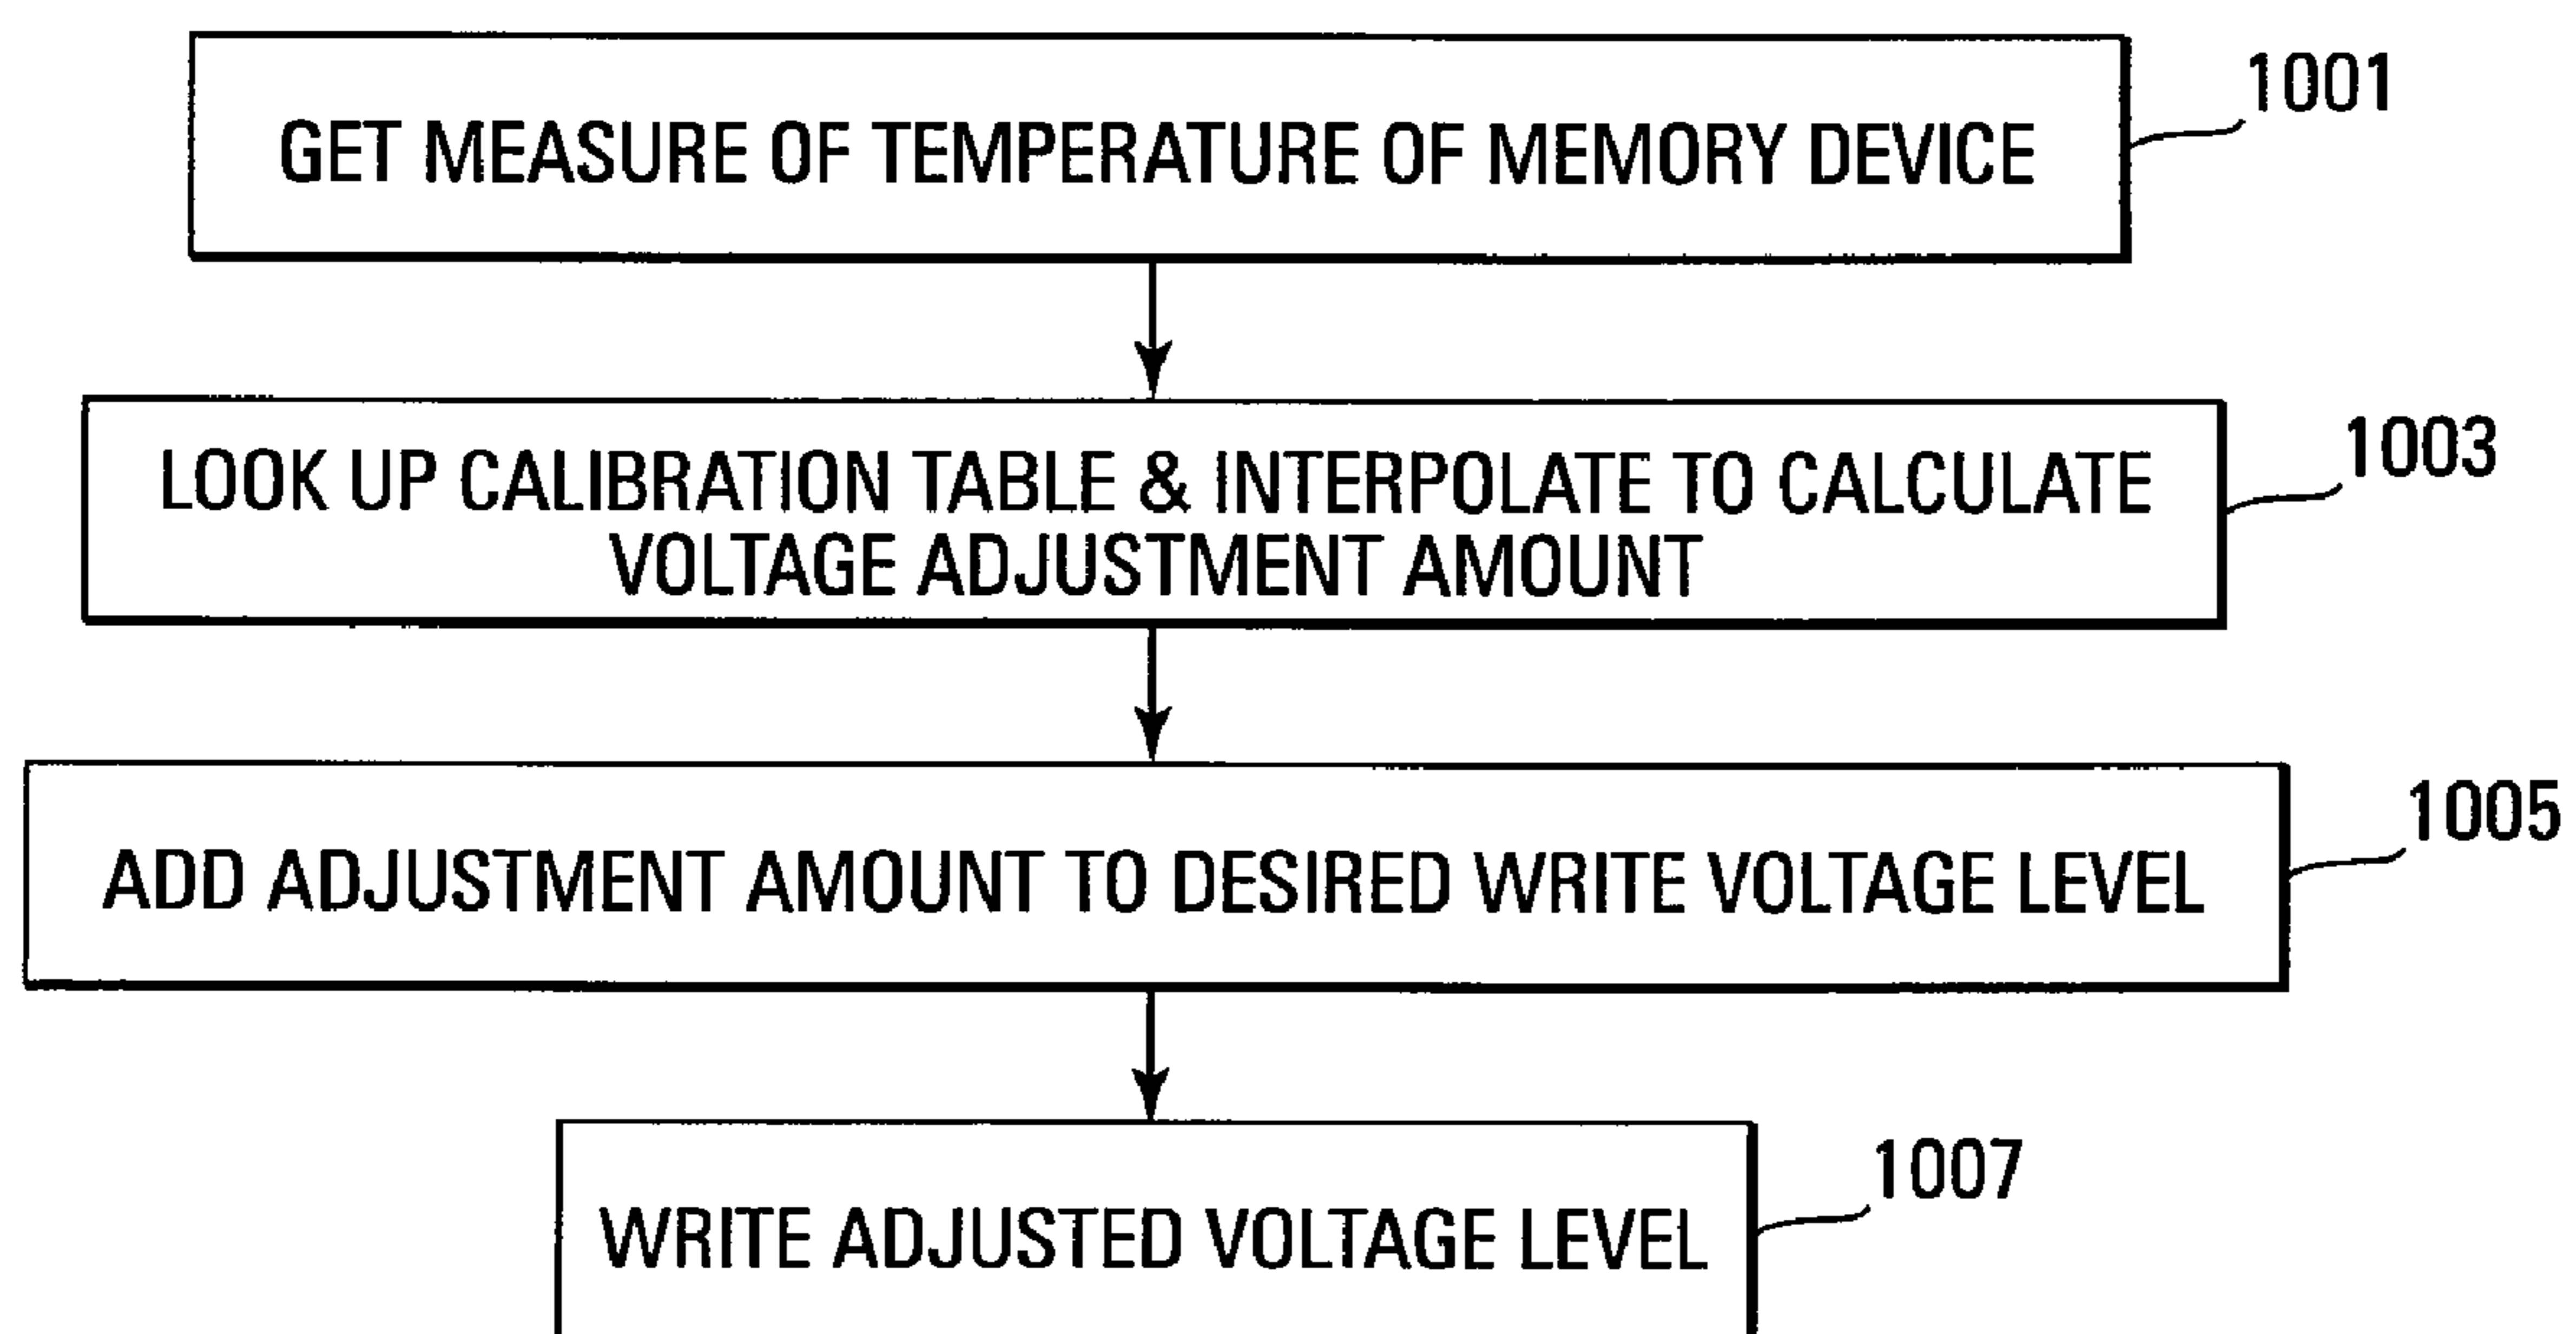 GET MEASURE OF TEMPERATURE OF MEMORY DEVICE
1001
LOOK UP CALIBRATION TABLE & INTERPOLATE TO CALCULATE
VOLTAGE ADJUSTMENT AMOUNT
1003
ADD ADJUSTMENT AMOUNT TO DESIRED WRITE VOLTAGE LEVEL
1005
WRITE ADJUSTED VOLTAGE LEVEL
1007